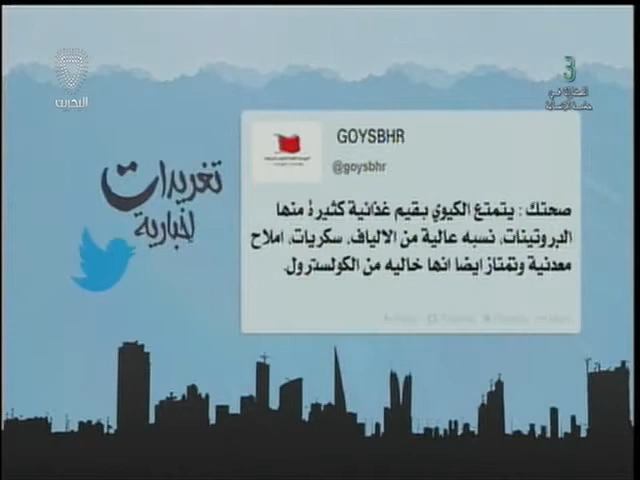 البحرين
GOYSBHR
@goysbhr
تغريدات
اخبارية
صحتك : يتمتع الكيوي بقيم غذائية كثيرة منها
البروتينات، نسبه عالية من الالياف، سكريات، املاح
معدنية وتمتاز ايضا انها خاليه من الكولسترول.